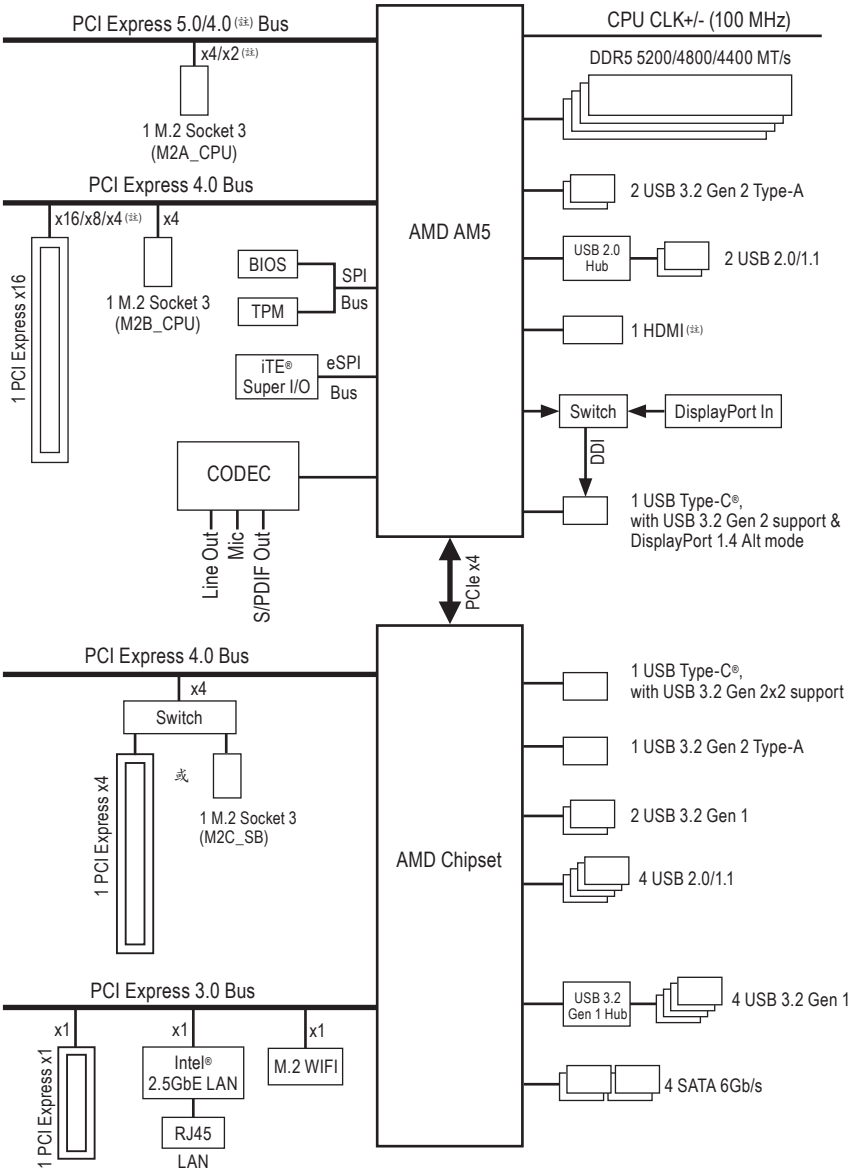 PCI Express 5.0/4.0 (註) Bus
x4/x2 (註)
1 M.2 Socket 3
(M2A_CPU)
PCI Express 4.0 Bus
x16/x8/x4 (註)
x4
1 PCI Express x16
1 M.2 Socket 3
(M2B_CPU)
BIOS
TPM
SPI
Bus
iTE®
Super I/O
eSPI
Bus
CODEC
Line Out
Mic
S/PDIF Out
AMD AM5
CPU CLK+/- (100 MHz)
DDR5 5200/4800/4400 MT/s
2 USB 3.2 Gen 2 Type-A
USB 2.0
Hub
2 USB 2.0/1.1
1 HDMI (註)
Switch
DisplayPort In
DDI
1 USB Type-C®,
with USB 3.2 Gen 2 support &
DisplayPort 1.4 Alt mode
PCIe x4
PCI Express 4.0 Bus
x4
Switch
1 PCI Express x4
或
1 M.2 Socket 3
(M2C_SB)
AMD Chipset
1 USB Type-C®,
with USB 3.2 Gen 2x2 support
1 USB 3.2 Gen 2 Type-A
2 USB 3.2 Gen 1
4 USB 2.0/1.1
USB 3.2
Gen 1 Hub
4 USB 3.2 Gen 1
4 SATA 6Gb/s
PCI Express 3.0 Bus
x1
x1
x1
1 PCI Express x1
Intel®
2.5GbE LAN
M.2 WIFI
RJ45
LAN